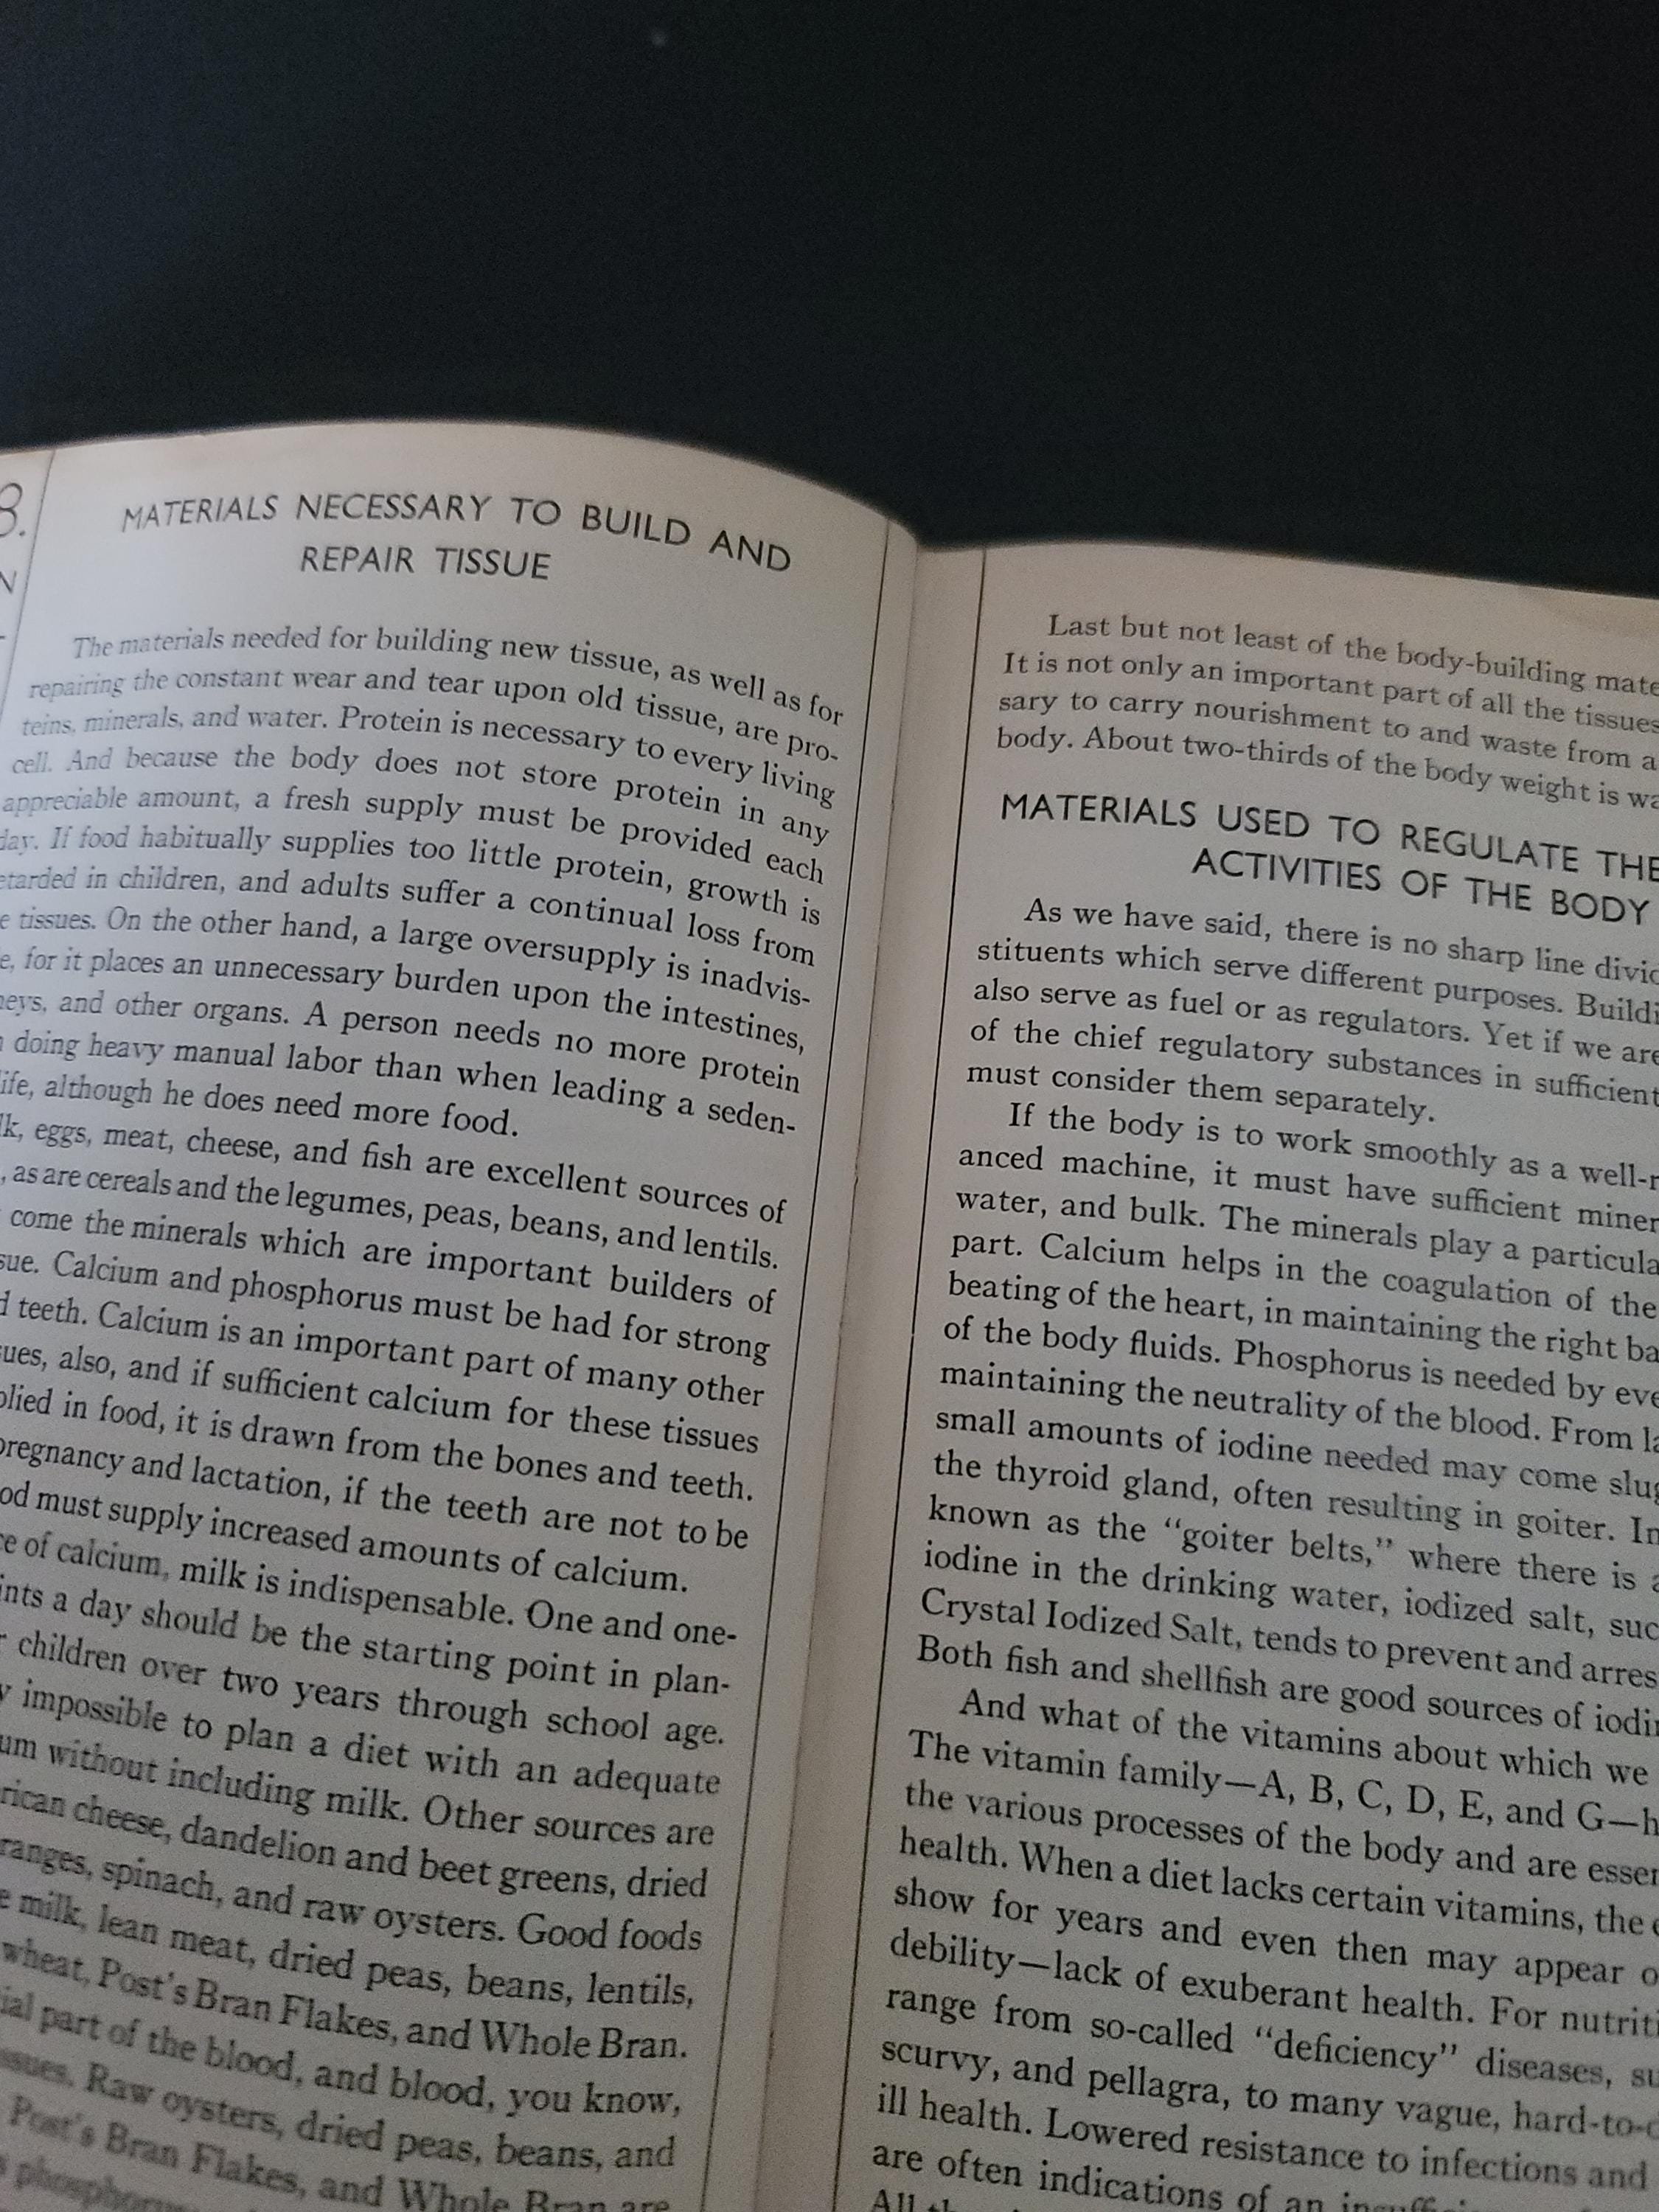 B.
N
MATERIALS NECESSARY TO BUILD AND
REPAIR TISSUE
The materials needed for building new tissue, as well as for
repairing the constant wear and tear upon old tissue, are pro-
teins, minerals, and water. Protein is necessary to every living
cell. And because the body does not store protein in any
appreciable amount, a fresh supply must be provided each
day. If food habitually supplies too little protein, growth is
etarded in children, and adults suffer a continual loss from
e tissues. On the other hand, a large oversupply is inadvis-
e, for it places an unnecessary burden upon the intestines,
neys, and other organs. A person needs no more protein
n doing heavy manual labor than when leading a seden-
life, although he does need more food.
lk, eggs, meat, cheese, and fish are excellent sources of
, as are cereals and the legumes, peas, beans, and lentils.
come the minerals which are important builders of
sue. Calcium and phosphorus must be had for strong
d teeth. Calcium is an important part of many other
sues, also, and if sufficient calcium for these tissues
plied in food, it is drawn from the bones and teeth.
pregnancy and lactation, if the teeth are not to be
od must supply increased amounts of calcium.
ce of calcium, milk is indispensable. One and one-
ints a day should be the starting point in plan-
r children over two years through school age.
y impossible to plan a diet with an adequate
um without including milk. Other sources are
rican cheese, dandelion and beet greens, dried
ranges, spinach, and raw oysters. Good foods
e milk, lean meat, dried peas, beans, lentils,
wheat, Post's Bran Flakes, and Whole Bran.
ial part of the blood, and blood, you know,
ssues. Raw oysters, dried peas, beans, and
Post's Bran Flakes, and Whole Bran are
phosphorus
Last but not least of the body-building mate
It is not only an important part of all the tissues
sary to carry nourishment to and waste from a
body. About two-thirds of the body weight is wa
MATERIALS USED TO REGULATE THE
ACTIVITIES OF THE BODY
As we have said, there is no sharp line divid
stituents which serve different purposes. Buildi
also serve as fuel or as regulators. Yet if we are
of the chief regulatory substances in sufficient
must consider them separately.
If the body is to work smoothly as a well-r
anced machine, it must have sufficient miner
water, and bulk. The minerals play a particula
part. Calcium helps in the coagulation of the
beating of the heart, in maintaining the right ba
of the body fluids. Phosphorus is needed by eve
maintaining the neutrality of the blood. From la
small amounts of iodine needed may come slug
the thyroid gland, often resulting in goiter. In
known as the "goiter belts," where there is a
iodine in the drinking water, iodized salt, suc
Crystal Iodized Salt, tends to prevent and arres
Both fish and shellfish are good sources of iodin
And what of the vitamins about which we
The vitamin family—A, B, C, D, E, and G—h
the various processes of the body and are essen
health. When a diet lacks certain vitamins, the e
show for years and even then may appear o
debility—lack of exuberant health. For nutriti
range from so-called "deficiency" diseases, su
scurvy, and pellagra, to many vague, hard-to-d
ill health. Lowered resistance to infections and
are often indications of an
All